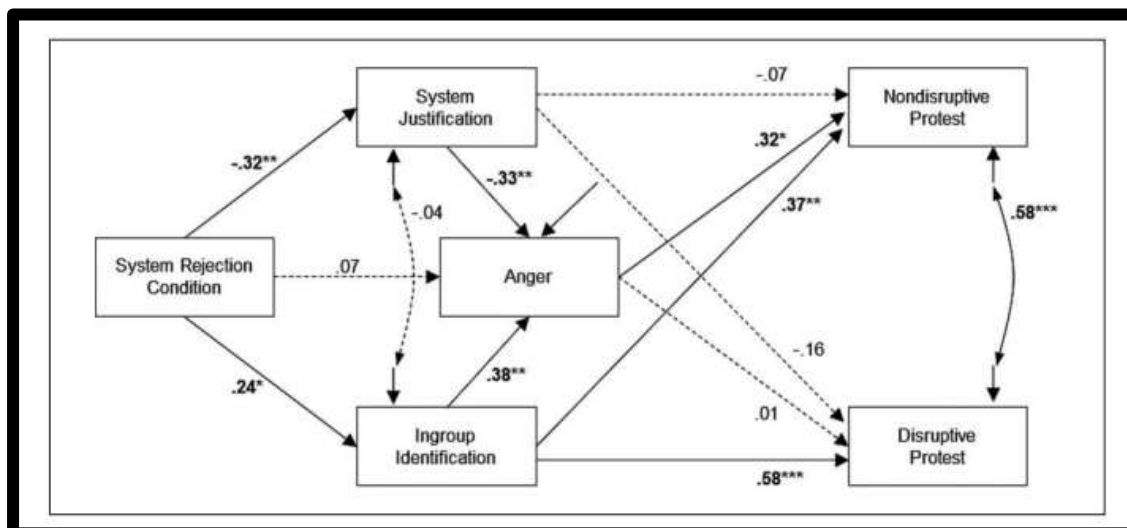 System
Justification
-.07
Nondisruptive
Protest
-.32**
-.33**
.32*
-.04
.37**
.58***
System Rejection
Condition
.07
Anger
.24*
.38**
-.16
.01
Ingroup
Identification
.58***
Disruptive
Protest